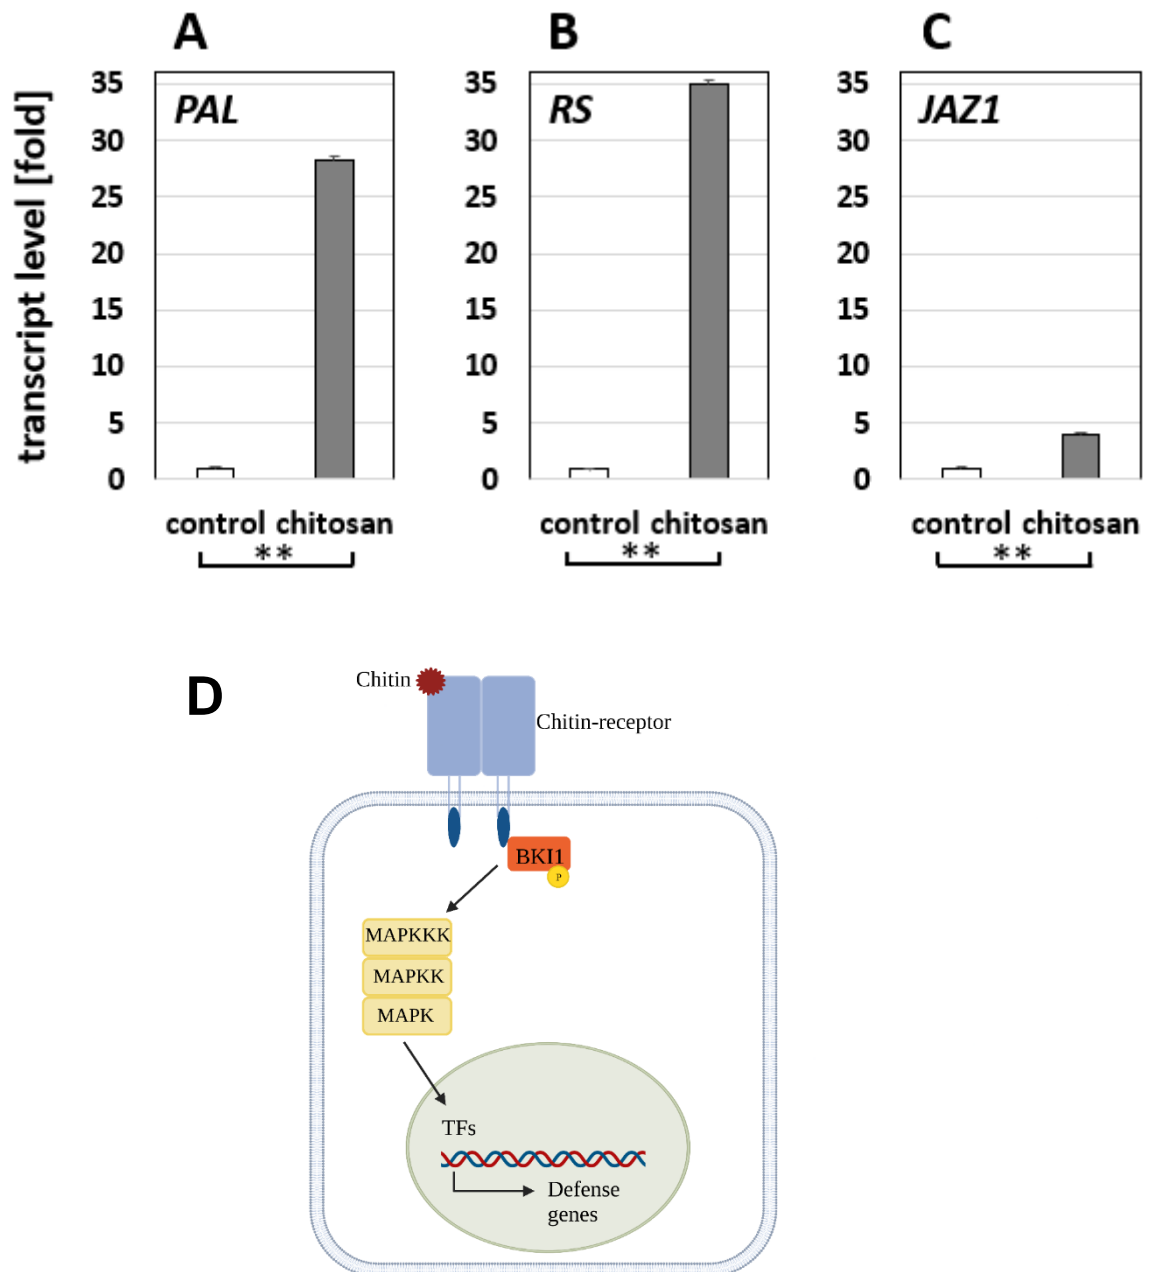 A B C
transcript level [fold]
35 35 35
PAL RS JAZ1
30 30 30
25 25 25
20 20 20
15 15 15
10 10 10
5 5 5
0 0 0
control chitosan control chitosan control chitosan
** ** **
D
Chitin
Chitin-receptor
BKI1
P
MAPKKK
MAPKK
MAPK
TFs
Defense
genes